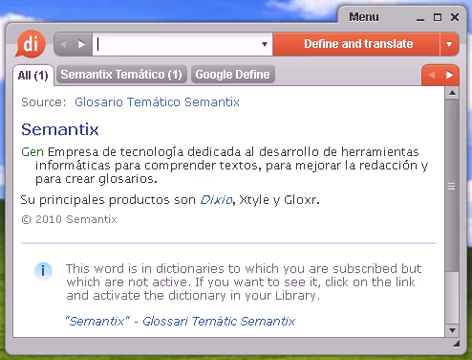 Menu
di
Define and translate
All (1)
Semantix Temático (1)
Google Define
Source: Glosario Temático Semantix
Semantix
Gen Empresa de tecnología dedicada al desarrollo de herramientas
informáticas para comprender textos, para mejorar la redacción y
para crear glosarios.
Su principales productos son Dixio, Xtyle y Gloxr.
© 2010 Semantix
i
This word is in dictionaries to which you are subscribed but
which are not active. If you want to see it, click on the link
and activate the dictionary in your Library.
"Semantix" - Glossari Temàtic Semantix